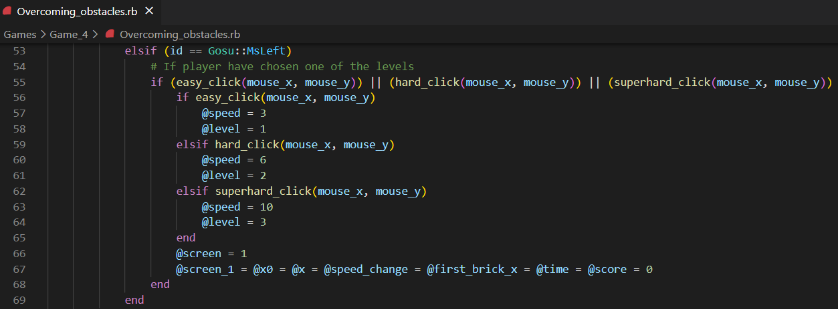 Overcoming_obstacles.rb ×
Games > Game_4 > Overcoming_obstacles.rb
53 elsif (id == Gosu::MsLeft)
54 # If player have chosen one of the levels
55 if (easy_click(mouse_x, mouse_y)) || (hard_click(mouse_x, mouse_y)) || (superhard_click(mouse_x, mouse_y))
56 if easy_click(mouse_x, mouse_y)
57 @speed = 3
58 @level = 1
59 elsif hard_click(mouse_x, mouse_y)
60 @speed = 6
61 @level = 2
62 elsif superhard_click(mouse_x, mouse_y)
63 @speed = 10
64 @level = 3
65 end
66 @screen = 1
67 @screen_1 = @x0 = @x = @speed_change = @first_brick_x = @time = @score = 0
68 end
69 end